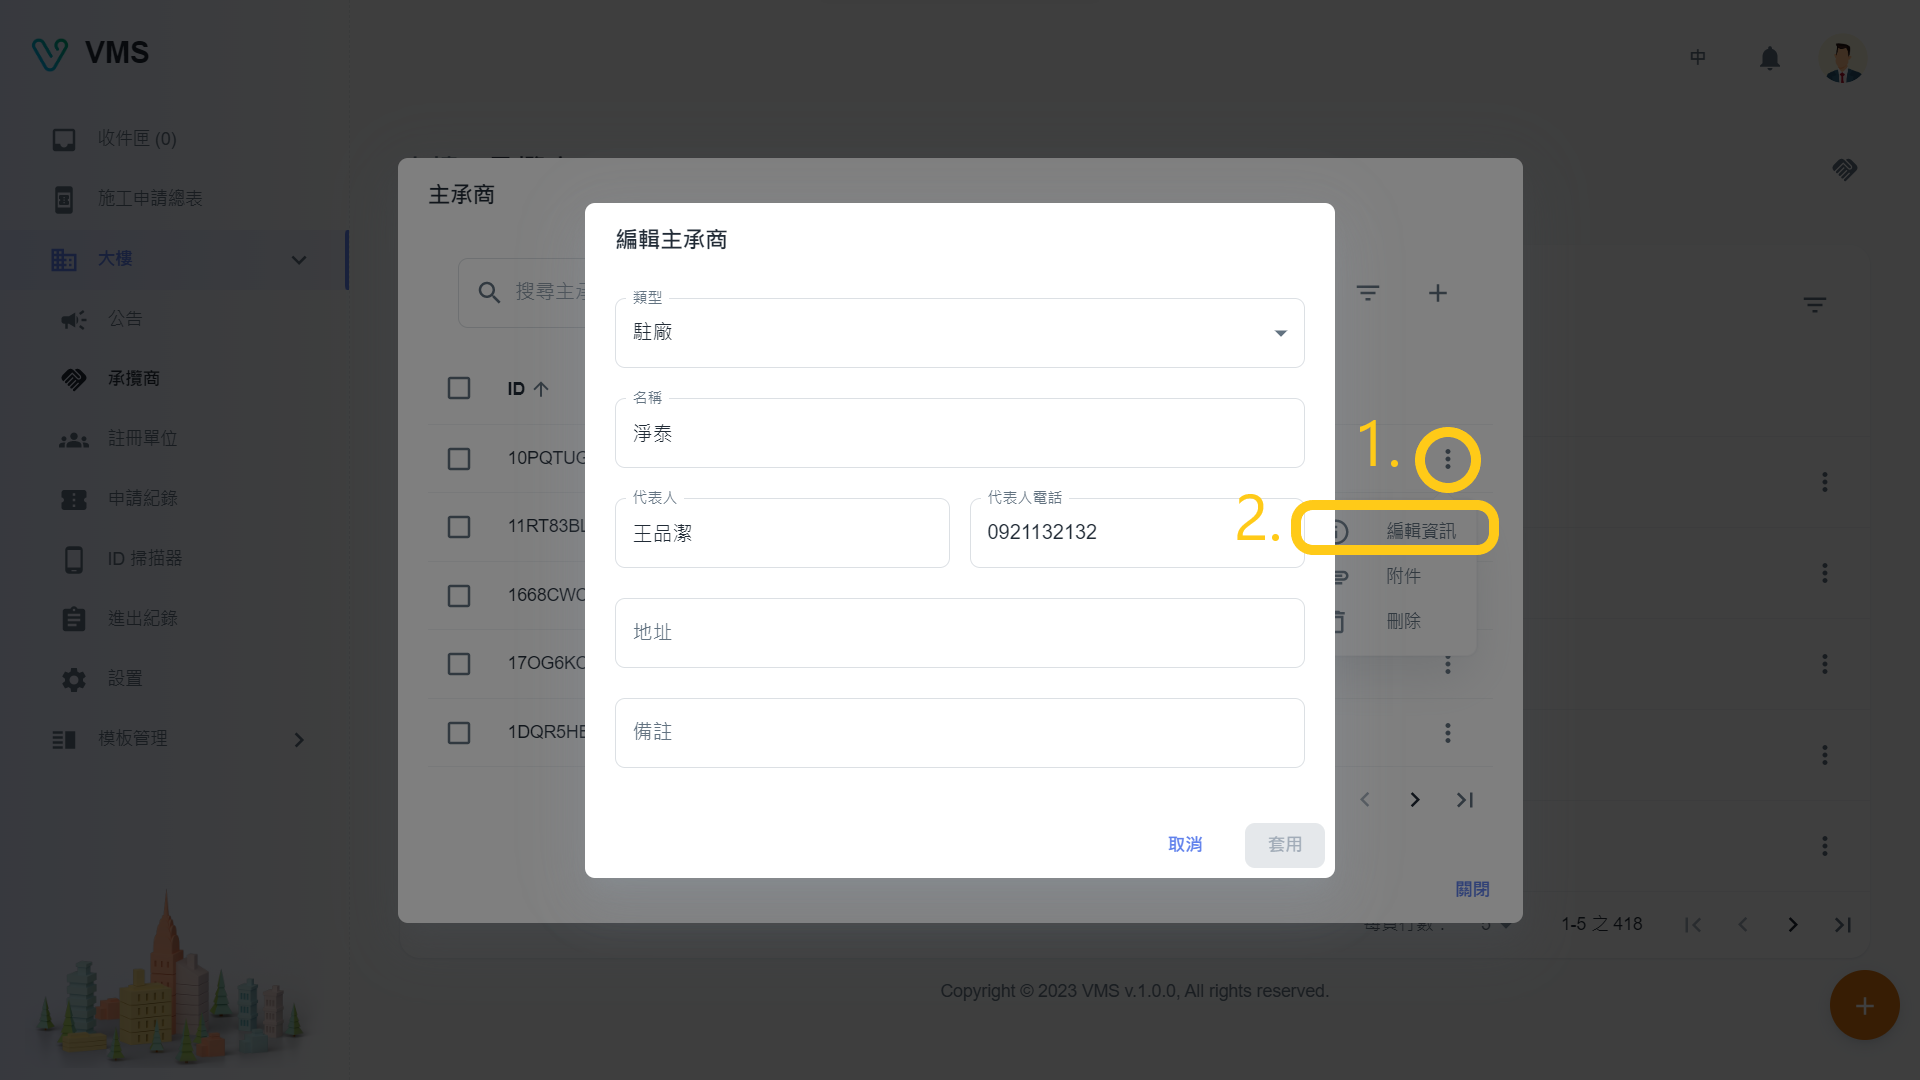 VMS
中
收件匣 (0)
施工申請總表
大樓
公告
承攬商
註冊單位
申請紀錄
ID 掃描器
進出紀錄
設置
模板管理
主承商
搜尋主承
ID
10PQTUG
11RT83BL
1668CWC
17OG6KC
1DQR5HE
編輯主承商
類型
駐廠
名稱
淨泰
代表人
王品潔
代表人電話
0921132132
地址
備註
取消
套用
1.
2.
編輯資訊
附件
刪除
關閉
每頁行數： 5
1-5 之 418
Copyright © 2023 VMS v.1.0.0, All rights reserved.